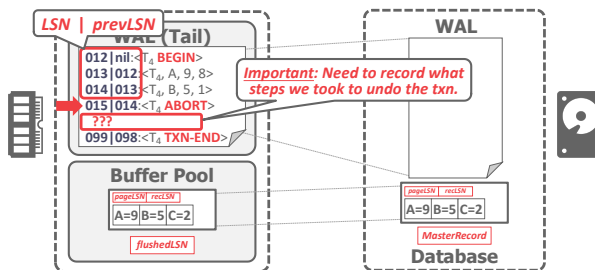 LSN | prevLSN
WAL (Tail)
012|nil:<T4 BEGIN>
013|012:<T4, A, 9, 8>
014|013:<T4, B, 5, 1>
015|014:<T4 ABORT>
???
099|098:<T4 TXN-END>
Important: Need to record what
steps we took to undo the txn.
Buffer Pool
pageLSN recLSN
A=9 B=5 C=2
flushedLSN
WAL
pageLSN recLSN
A=9 B=5 C=2
MasterRecord
Database